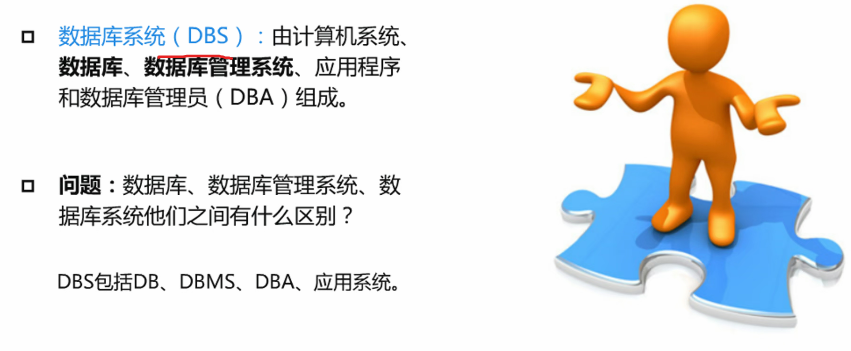 数据库系统（DBS）：由计算机系统、
数据库、数据库管理系统、应用程序
和数据库管理员（DBA）组成。
问题：数据库、数据库管理系统、数
据库系统他们之间有什么区别？
DBS包括DB、DBMS、DBA、应用系统。